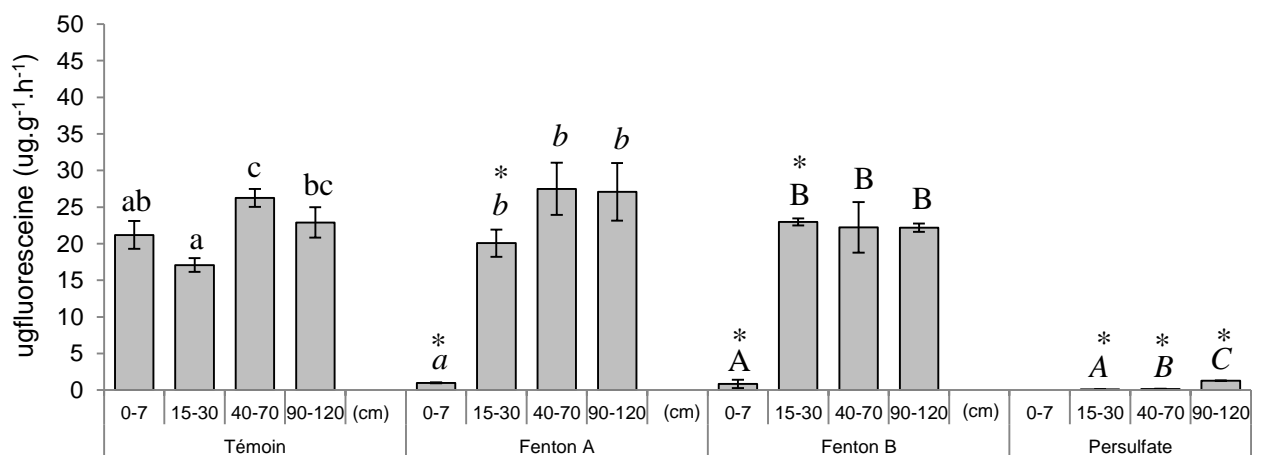 ugfluoresceine (ug.g-1.h-1)
50
45
40
35
30
25
20
15
10
5
0
ab
a
c
bc
*
a
*
b
b
b
*
A
*
B
B
B
*
A
*
B
*
C
0-7 15-30 40-70 90-120 (cm) 0-7 15-30 40-70 90-120 (cm) 0-7 15-30 40-70 90-120 (cm) 0-7 15-30 40-70 90-120
Témoin Fenton A Fenton B Persulfate